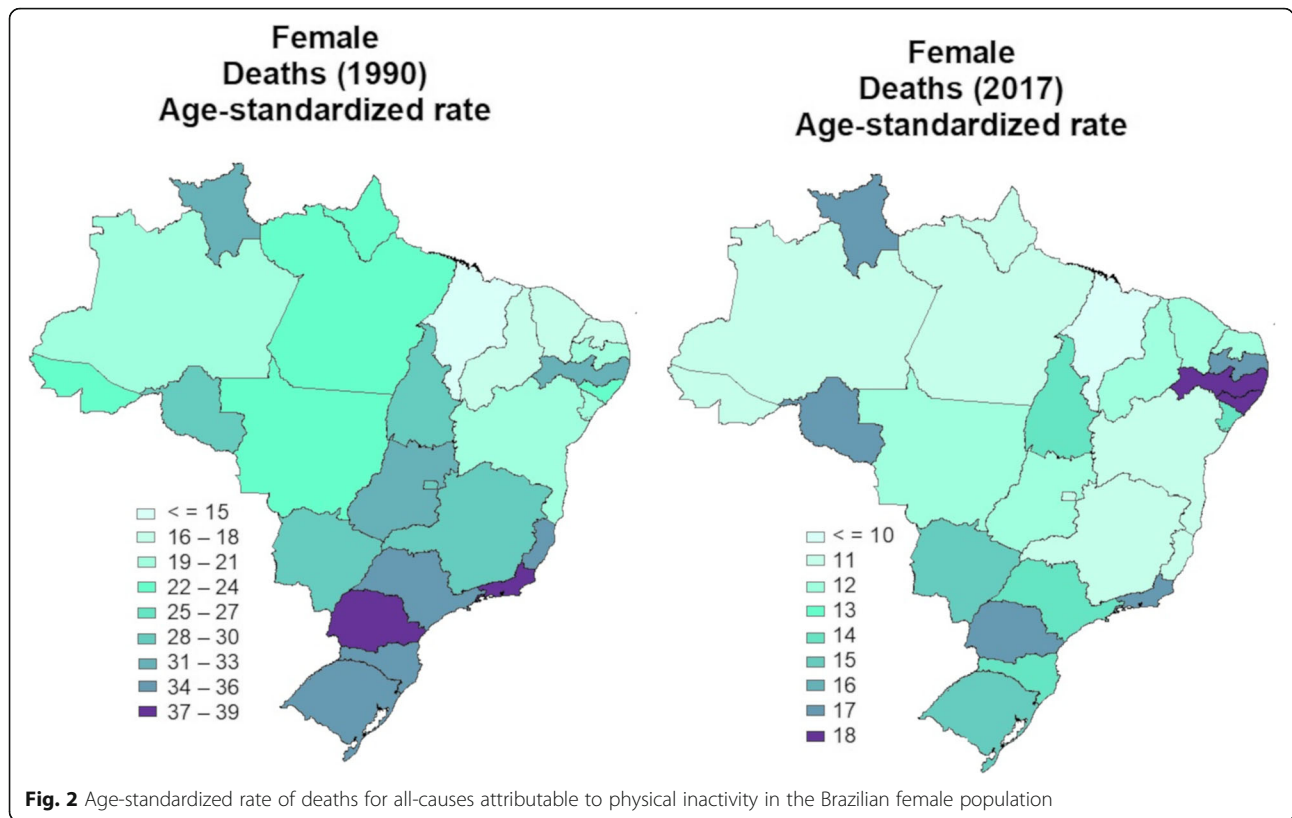 Female
Deaths (1990)
Age-standardized rate
< = 15
16 – 18
19 – 21
22 – 24
25 – 27
28 – 30
31 – 33
34 – 36
37 – 39
Female
Deaths (2017)
Age-standardized rate
< = 10
11
12
13
14
15
16
17
18
Fig. 2 Age-standardized rate of deaths for all-causes attributable to physical inactivity in the Brazilian female population